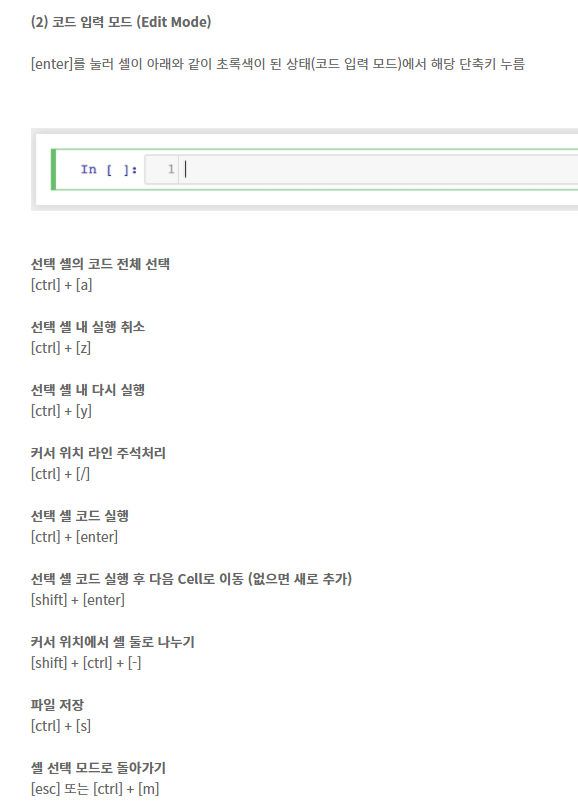 (2) 코드 입력 모드 (Edit Mode)
[enter]를 눌러 셀이 아래와 같이 초록색이 된 상태(코드 입력 모드)에서 해당 단축키 누름
In [ ]: 1
선택 셀의 코드 전체 선택
[ctrl] + [a]
선택 셀 내 실행 취소
[ctrl] + [z]
선택 셀 내 다시 실행
[ctrl] + [y]
커서 위치 라인 주석처리
[ctrl] + [/]
선택 셀 코드 실행
[ctrl] + [enter]
선택 셀 코드 실행 후 다음 Cell로 이동 (없으면 새로 추가)
[shift] + [enter]
커서 위치에서 셀 둘로 나누기
[shift] + [ctrl] + [-]
파일 저장
[ctrl] + [s]
셀 선택 모드로 돌아가기
[esc] 또는 [ctrl] + [m]